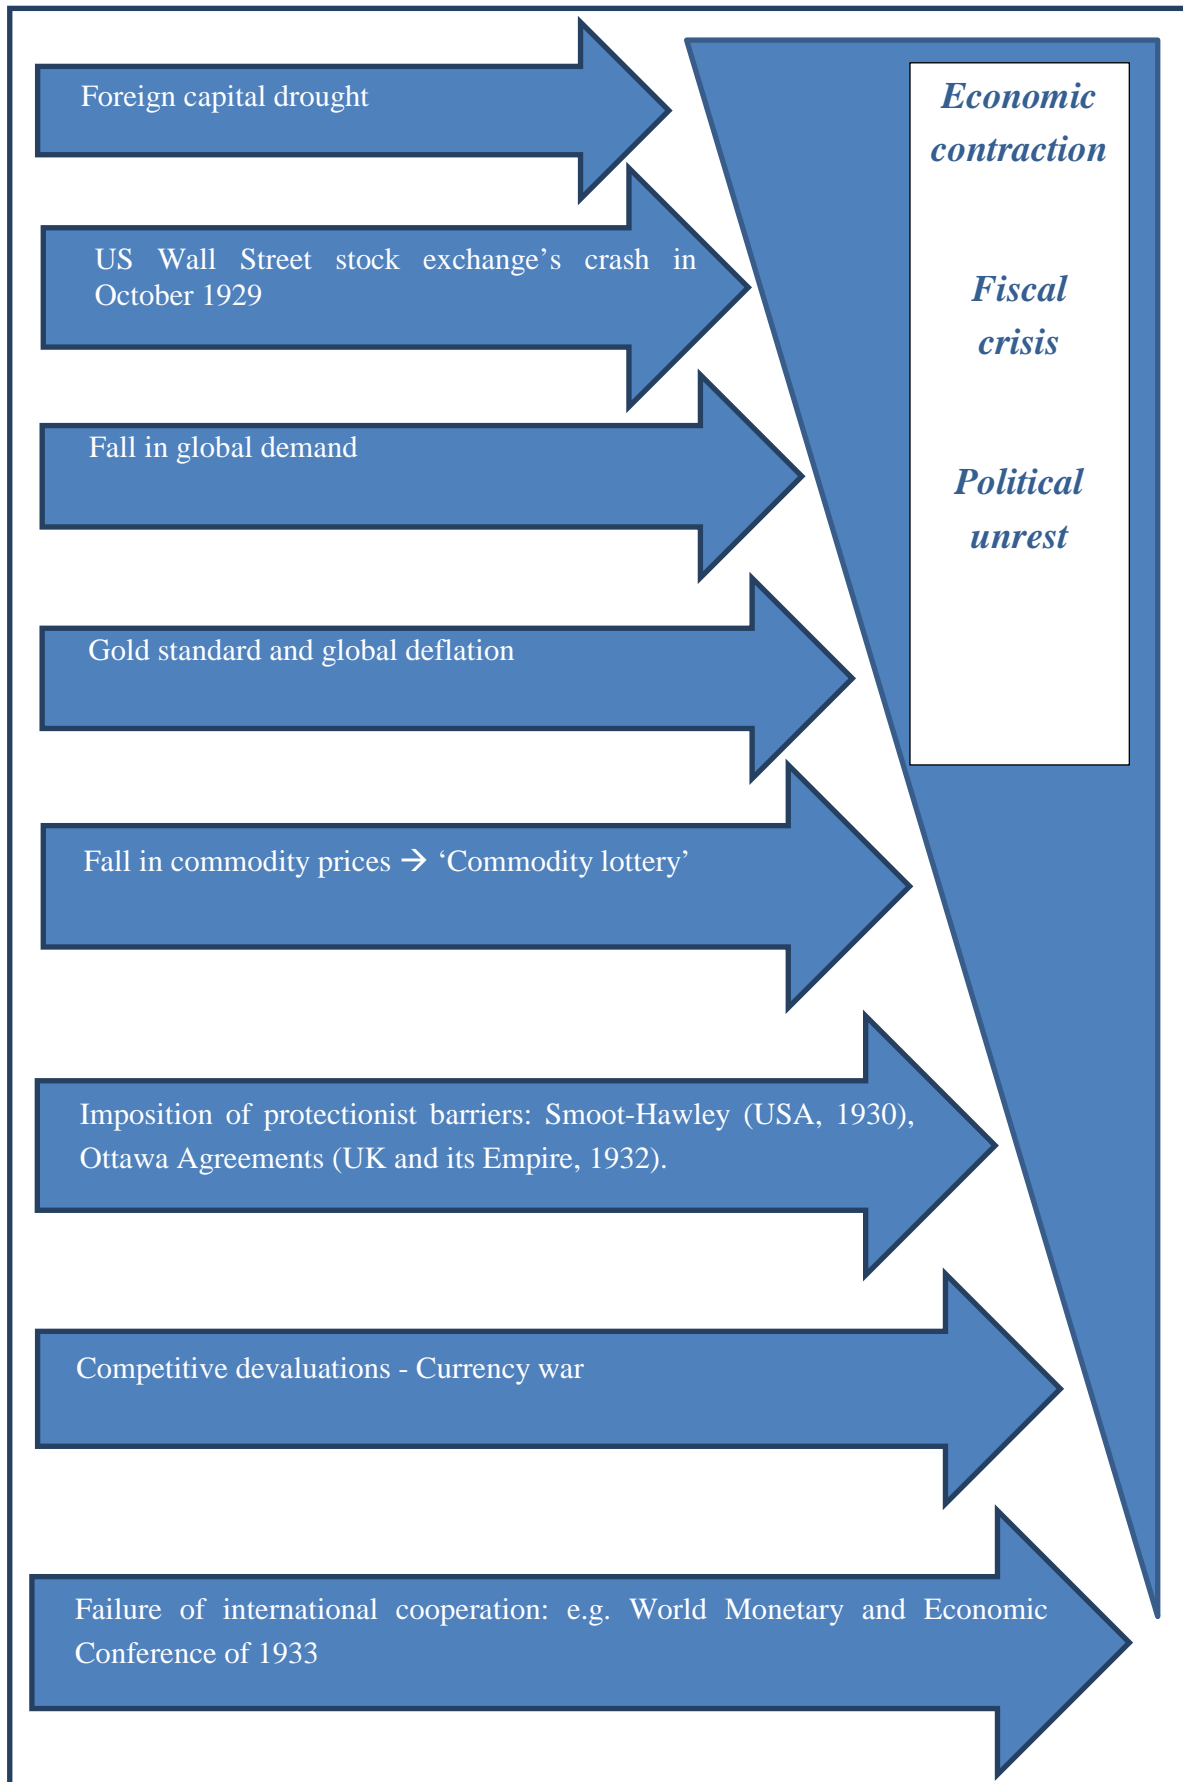 Foreign capital drought
US Wall Street stock exchange’s crash in
October 1929
Fall in global demand
Gold standard and global deflation
Fall in commodity prices → ‘Commodity lottery’
Imposition of protectionist barriers: Smoot-Hawley (USA, 1930),
Ottawa Agreements (UK and its Empire, 1932).
Competitive devaluations - Currency war
Failure of international cooperation: e.g. World Monetary and Economic
Conference of 1933
Economic
contraction
Fiscal
crisis
Political
unrest